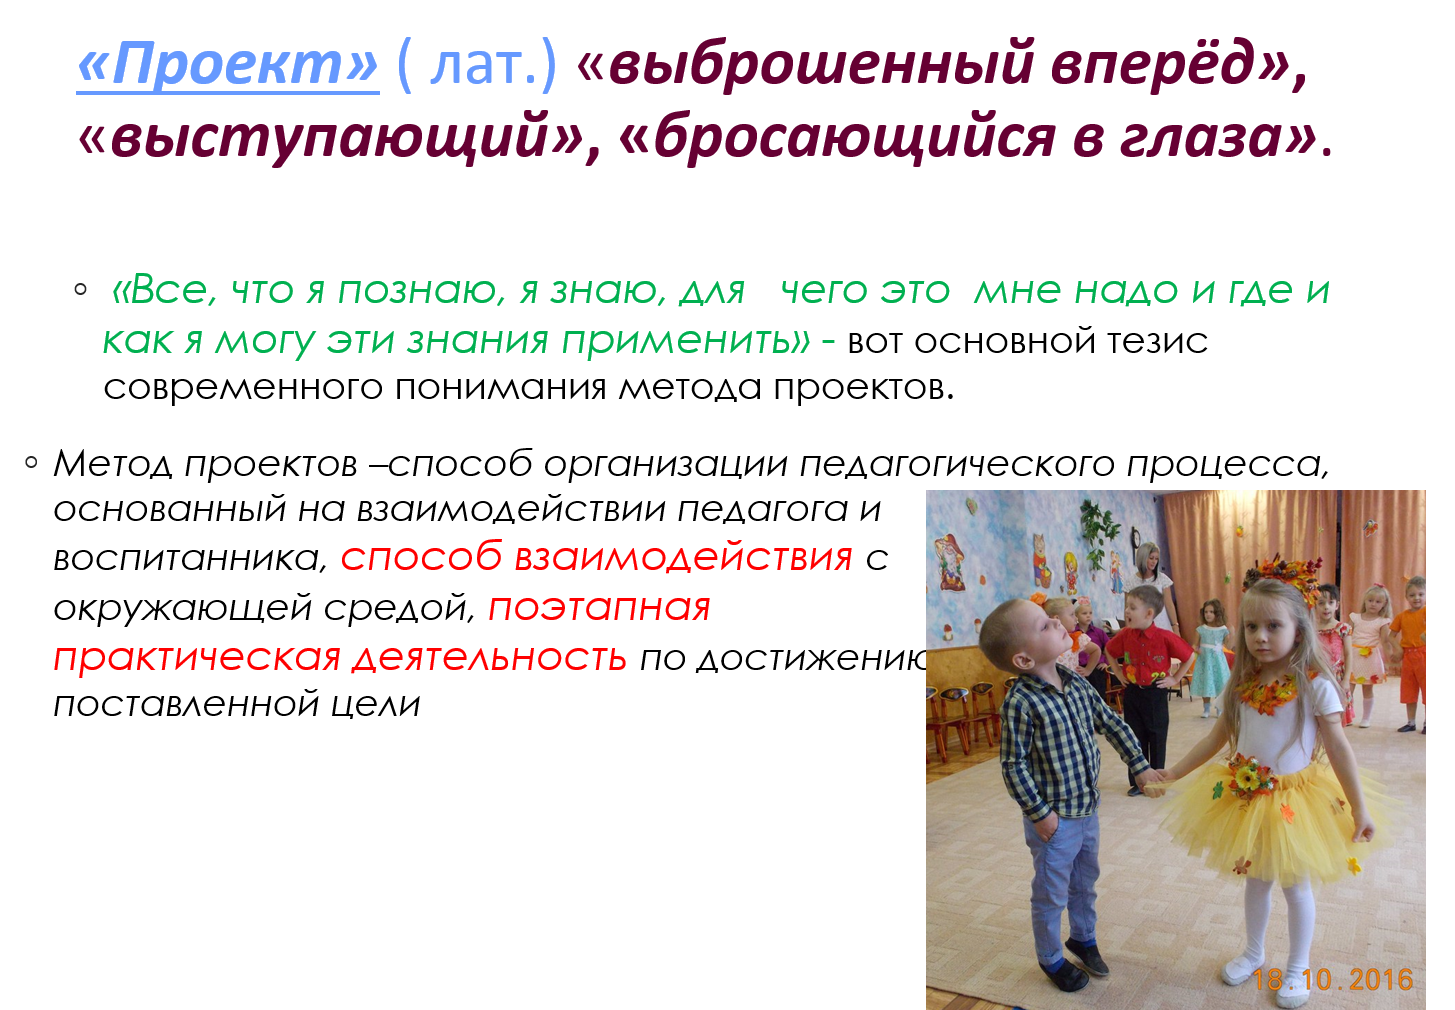 «Проект» ( лат.) «выброшенный вперёд»,
«выступающий», «бросающийся в глаза».
«Все, что я познаю, я знаю, для чего это мне надо и где и
как я могу эти знания применить» - вот основной тезис
современного понимания метода проектов.
Метод проектов –способ организации педагогического процесса,
основанный на взаимодействии педагога и
воспитанника, способ взаимодействия с
окружающей средой, поэтапная
практическая деятельность по достижению
поставленной цели
18.10.2016